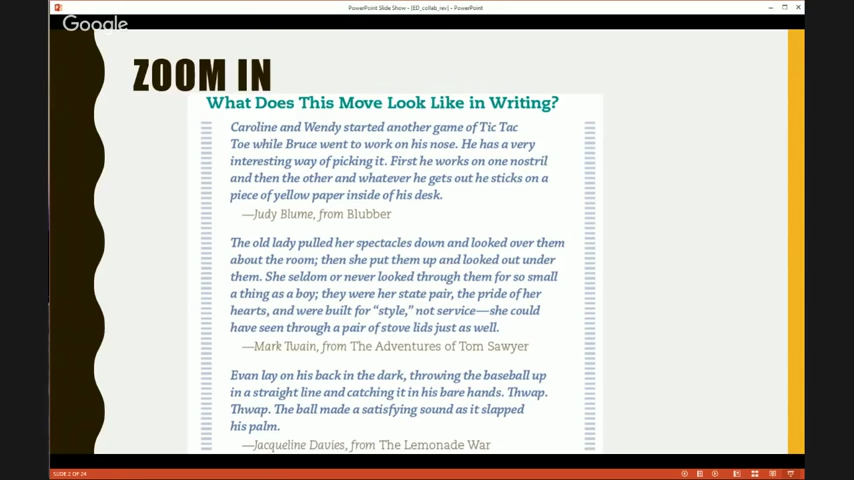 PowerPoint Slide Show - [ED_collab_rev] - PowerPoint
Google
ZOOM IN
What Does This Move Look Like in Writing?
Caroline and Wendy started another game of Tic Tac
Toe while Bruce went to work on his nose. He has a very
interesting way of picking it. First he works on one nostril
and then the other and whatever he gets out he sticks on a
piece of yellow paper inside of his desk.
—Judy Blume, from Blubber
The old lady pulled her spectacles down and looked over them
about the room; then she put them up and looked out under
them. She seldom or never looked through them for so small
a thing as a boy; they were her state pair, the pride of her
hearts, and were built for “style,” not service—she could
have seen through a pair of stove lids just as well.
—Mark Twain, from The Adventures of Tom Sawyer
Evan lay on his back in the dark, throwing the baseball up
in a straight line and catching it in his bare hands. Thwap.
Thwap. The ball made a satisfying sound as it slapped
his palm.
—Jacqueline Davies, from The Lemonade War
SLIDE 2 OF 24